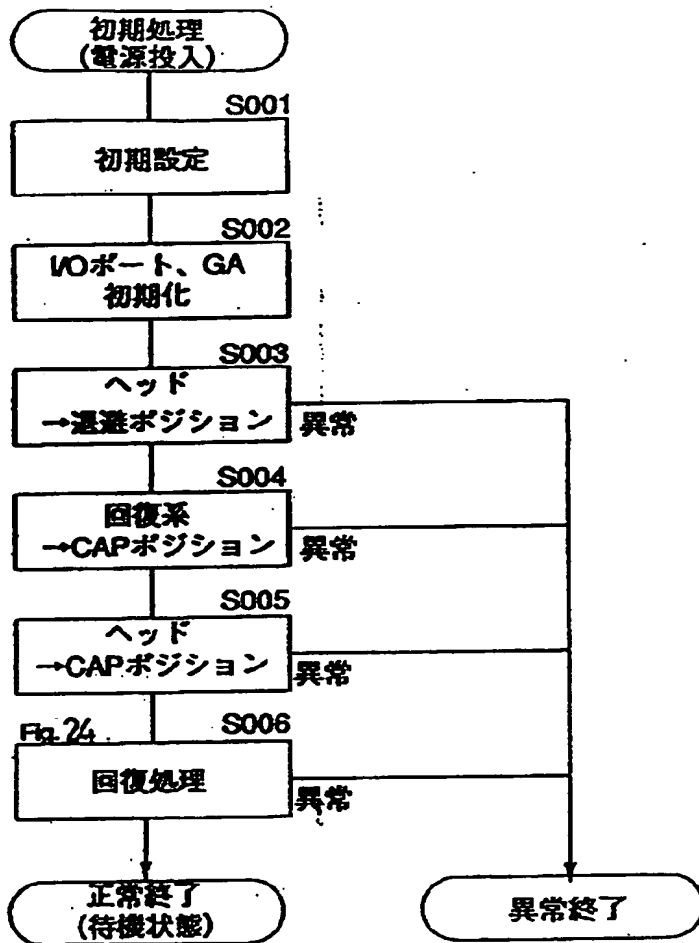 初期処理
(電源投入)
S001
初期設定
S002
I/Oポート、GA
初期化
S003
ヘッド
→退避ポジション
異常
S004
回復系
→CAPポジション
異常
S005
ヘッド
→CAPポジション
異常
Fig.24
S006
回復処理
異常
正常終了
(待機状態)
異常終了